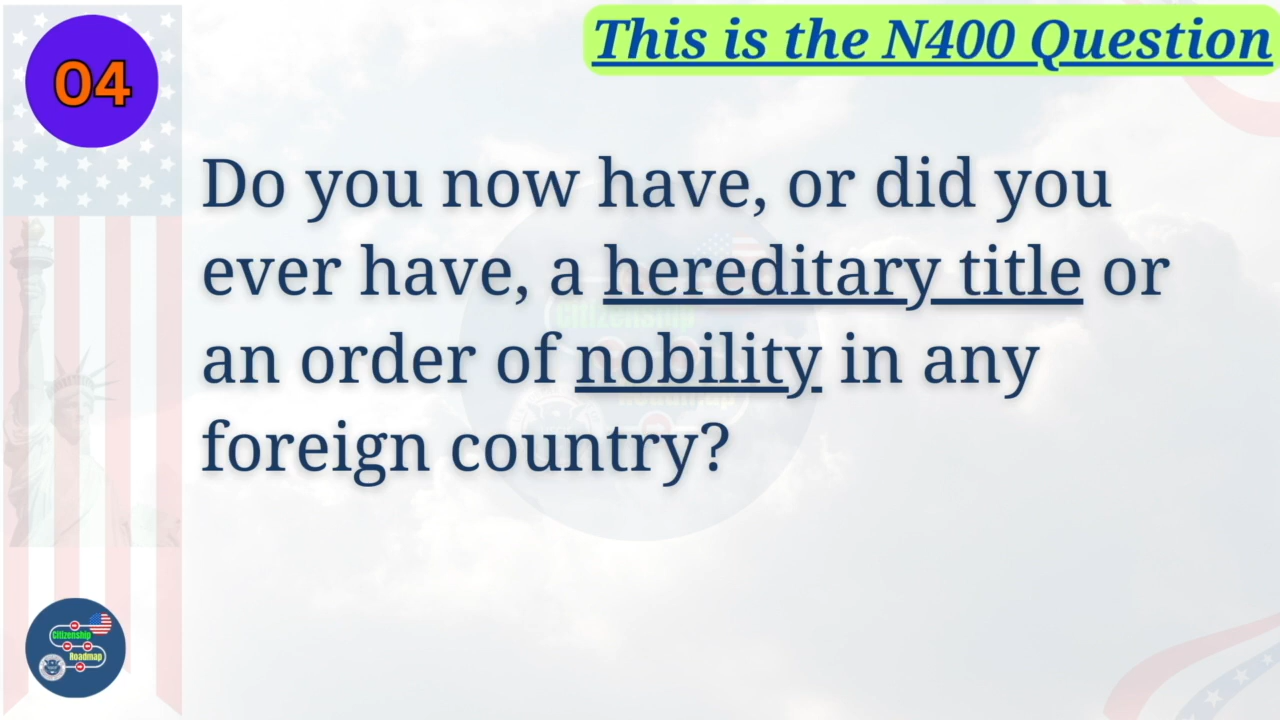 04
This is the N400 Question
Do you now have, or did you
ever have, a hereditary title or
an order of nobility in any
foreign country?
Citizenship
Roadmap